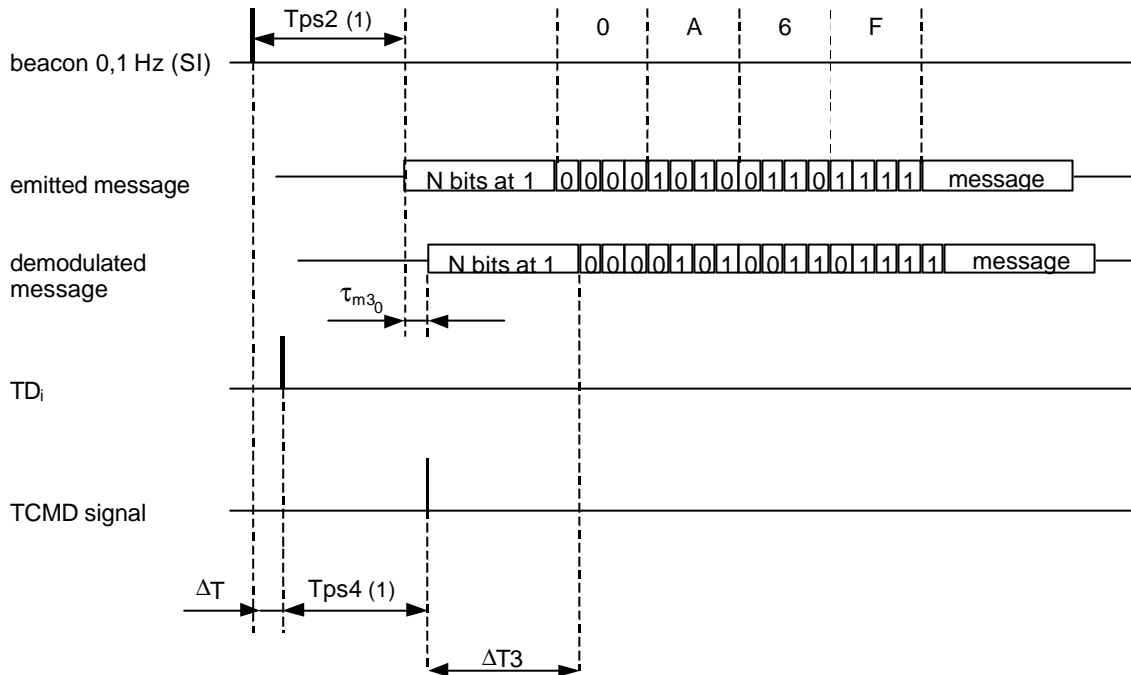 Tps2 (1)
0 A 6 F
beacon 0,1 Hz (SI)
emitted message
N bits at 1 0 0 0 0 1 0 1 0 0 1 1 0 1 1 1 1 message
demodulated
message
N bits at 1 0 0 0 0 1 0 1 0 0 1 1 0 1 1 1 1 message
τm3₀
TDi
TCMD signal
ΔT Tps4 (1)
ΔT3